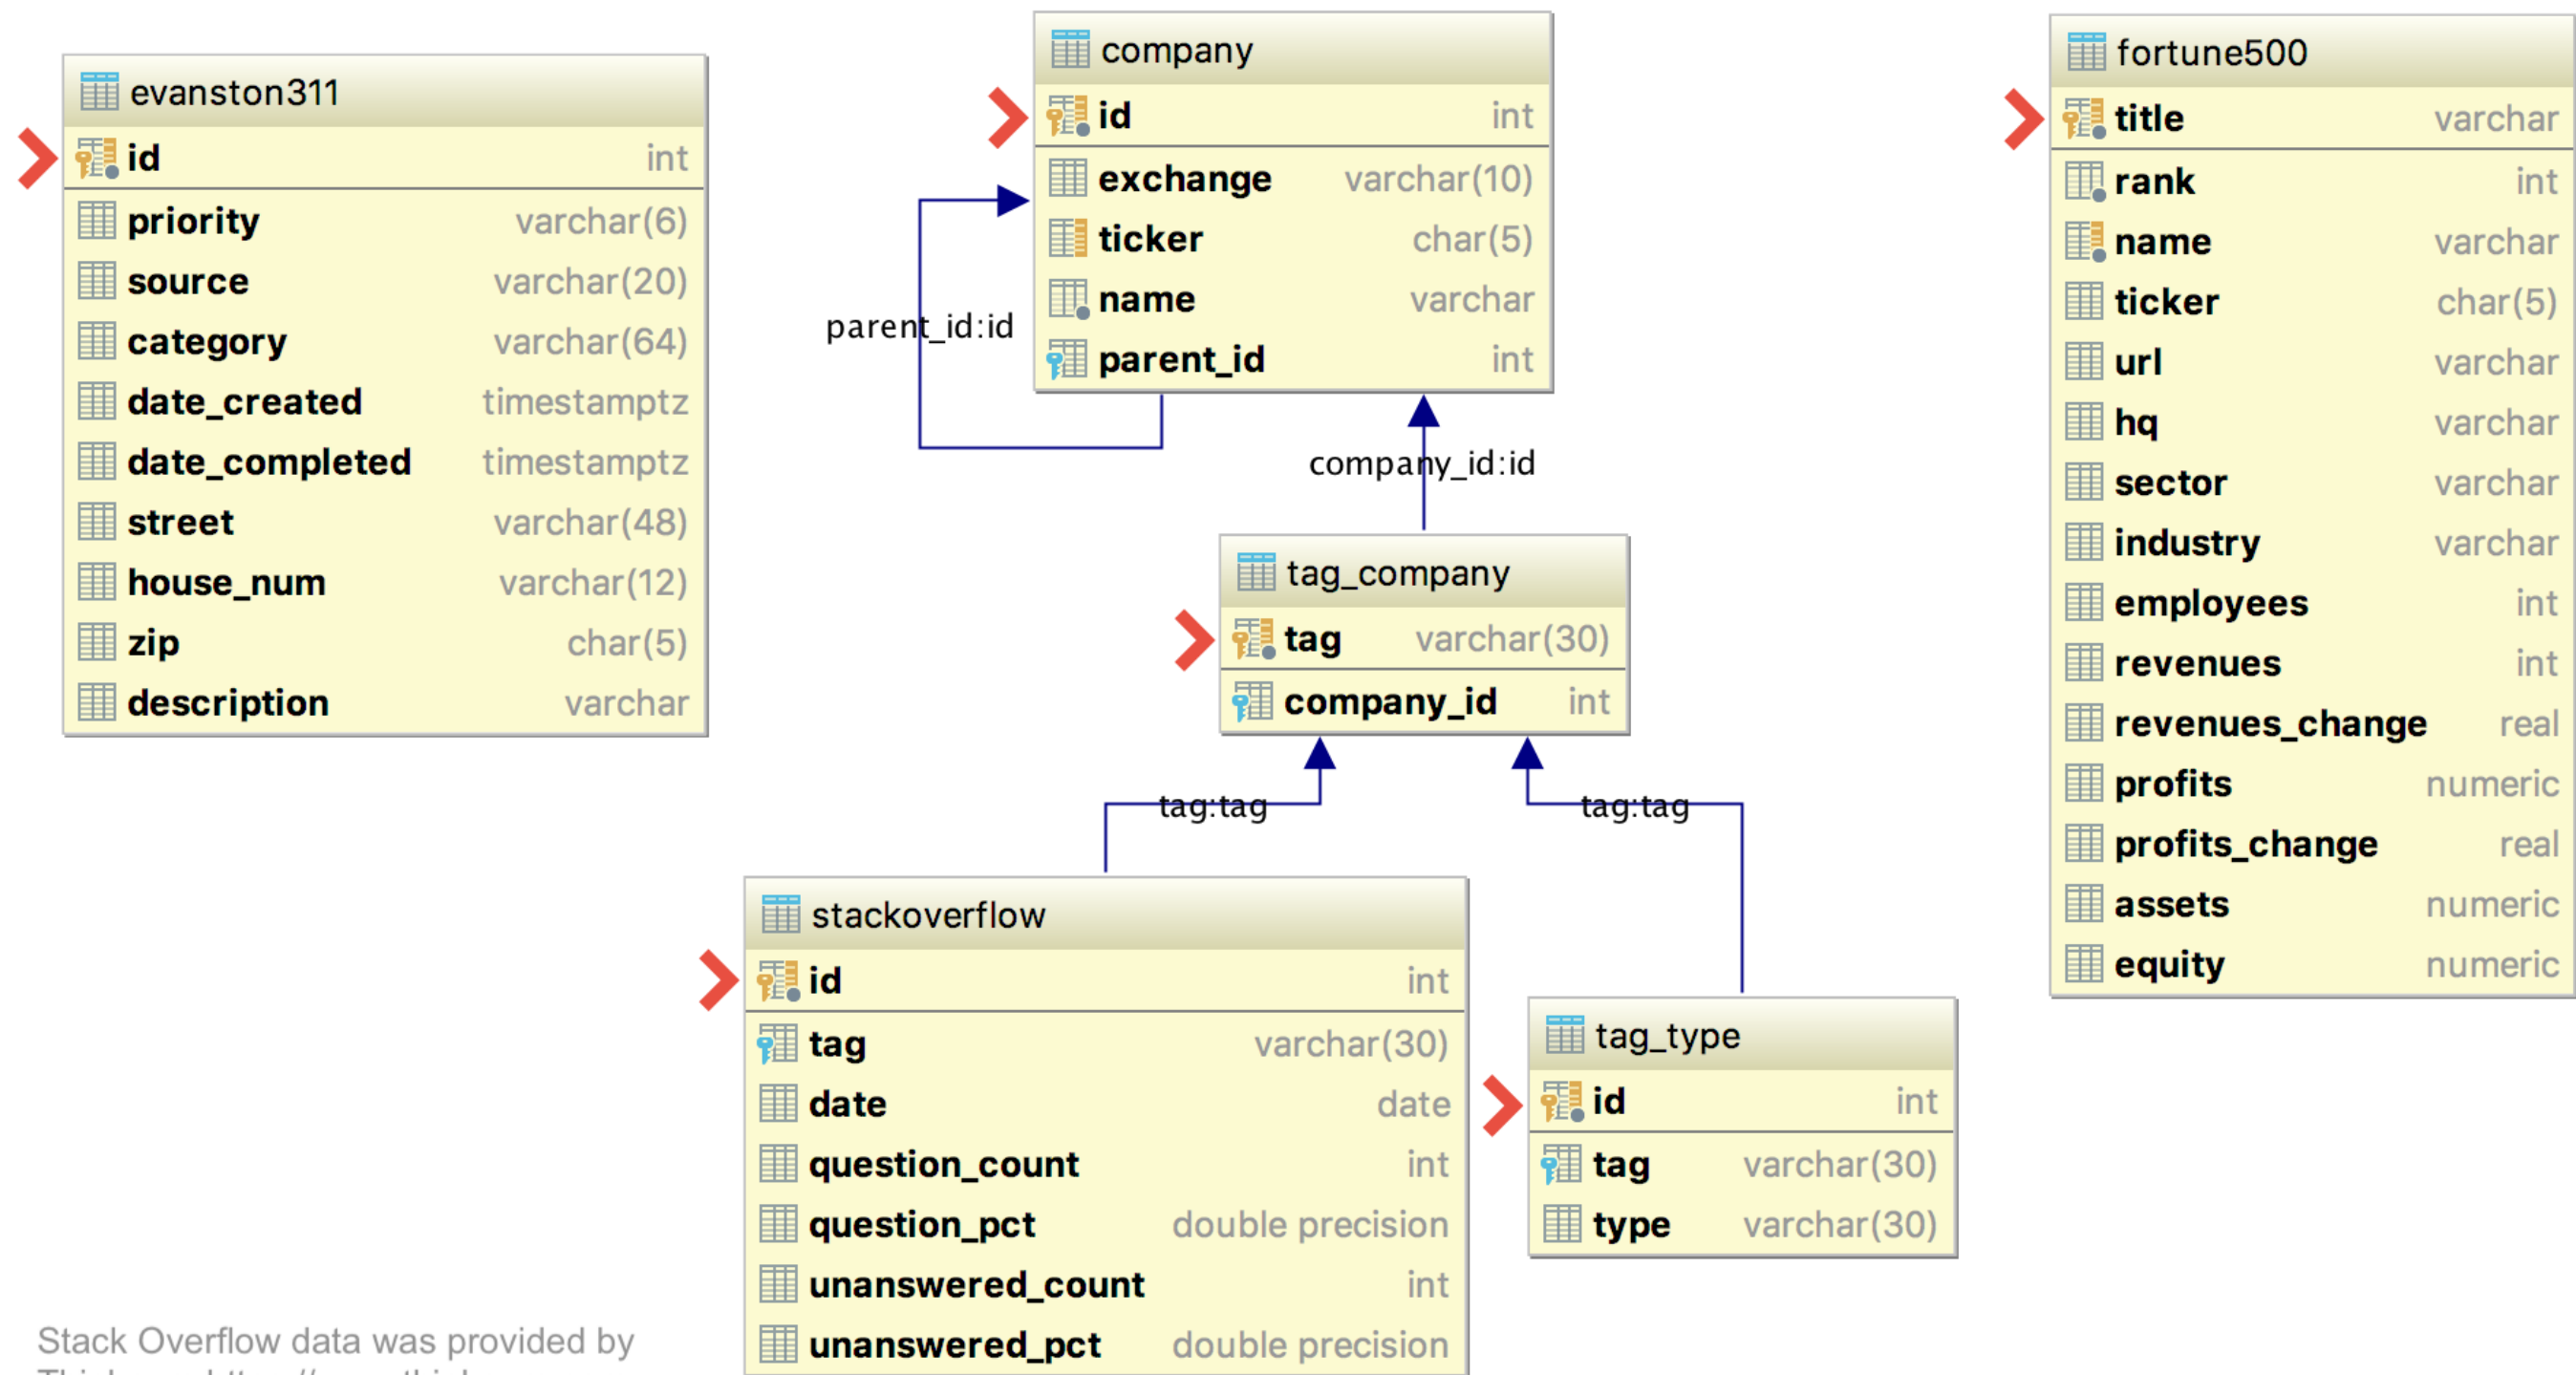 evanston311
id int
priority varchar(6)
source varchar(20)
category varchar(64)
date_created timestamptz
date_completed timestamptz
street varchar(48)
house_num varchar(12)
zip char(5)
description varchar
company
id int
exchange varchar(10)
ticker char(5)
name varchar
parent_id int
parent_id:id
company_id:id
tag_company
tag varchar(30)
company_id int
tag:tag
tag:tag
stackoverflow
id int
tag varchar(30)
date date
question_count int
question_pct double precision
unanswered_count int
unanswered_pct double precision
tag_type
id int
tag varchar(30)
type varchar(30)
fortune500
title varchar
rank int
name varchar
ticker char(5)
url varchar
hq varchar
sector varchar
industry varchar
employees int
revenues int
revenues_change real
profits numeric
profits_change real
assets numeric
equity numeric
Stack Overflow data was provided by